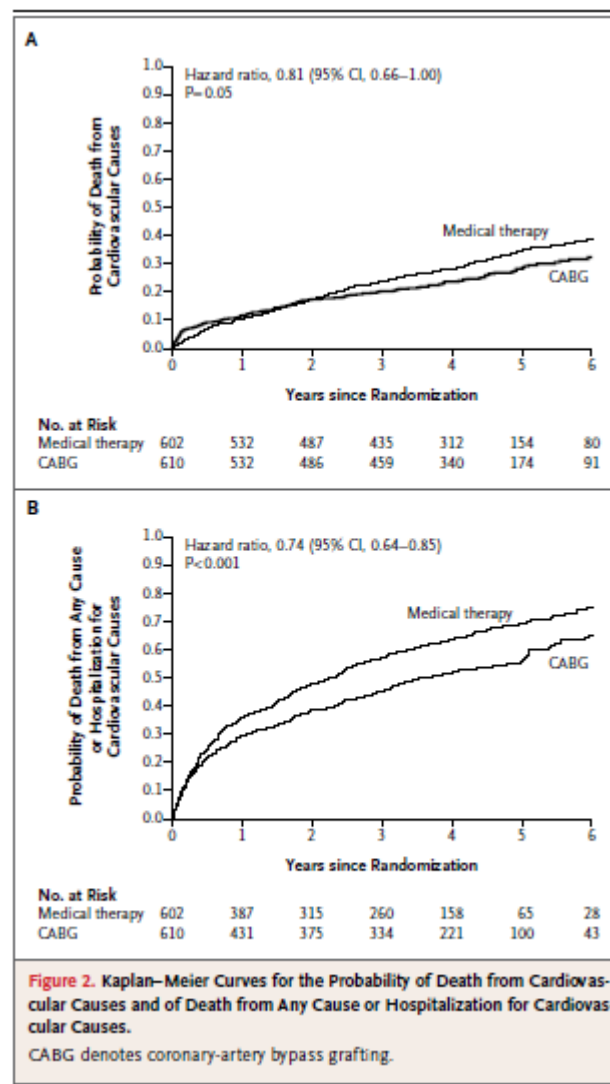 A
Hazard ratio, 0.81 (95% CI, 0.66–1.00)
P=0.05
Probability of Death from
Cardiovascular Causes
1.0
0.9
0.8
0.7
0.6
0.5
0.4
0.3
0.2
0.1
0.0
Medical therapy
CABG
0 1 2 3 4 5 6
Years since Randomization
No. at Risk
Medical therapy 602 532 487 435 312 154 80
CABG 610 532 486 459 340 174 91
B
Hazard ratio, 0.74 (95% CI, 0.64–0.85)
P<0.001
Probability of Death from Any Cause
or Hospitalization for
Cardiovascular Causes
1.0
0.9
0.8
0.7
0.6
0.5
0.4
0.3
0.2
0.1
0.0
Medical therapy
CABG
0 1 2 3 4 5 6
Years since Randomization
No. at Risk
Medical therapy 602 387 315 260 158 65 28
CABG 610 431 375 334 221 100 43
Figure 2. Kaplan–Meier Curves for the Probability of Death from Cardiovas-
cular Causes and of Death from Any Cause or Hospitalization for Cardiovas
cular Causes.
CABG denotes coronary-artery bypass grafting.